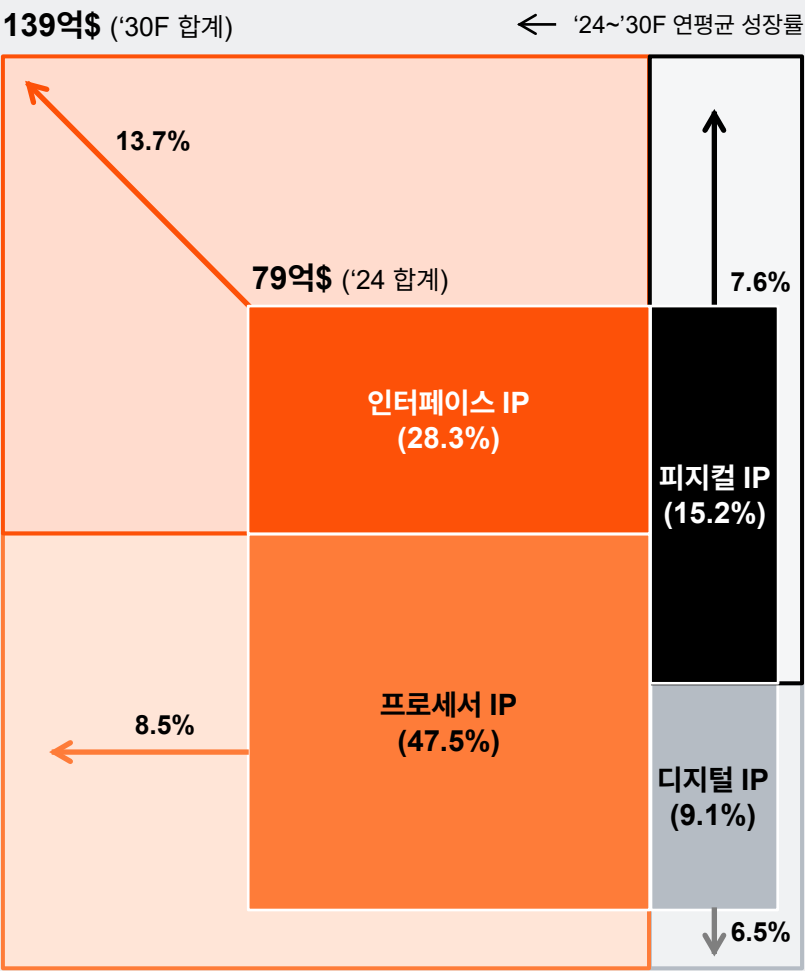 139억$ (‘30F 합계)
← ‘24~’30F 연평균 성장률
13.7%
79억$ (‘24 합계)
7.6%
인터페이스 IP
(28.3%)
피지컬 IP
(15.2%)
프로세서 IP
(47.5%)
8.5%
디지털 IP
(9.1%)
6.5%